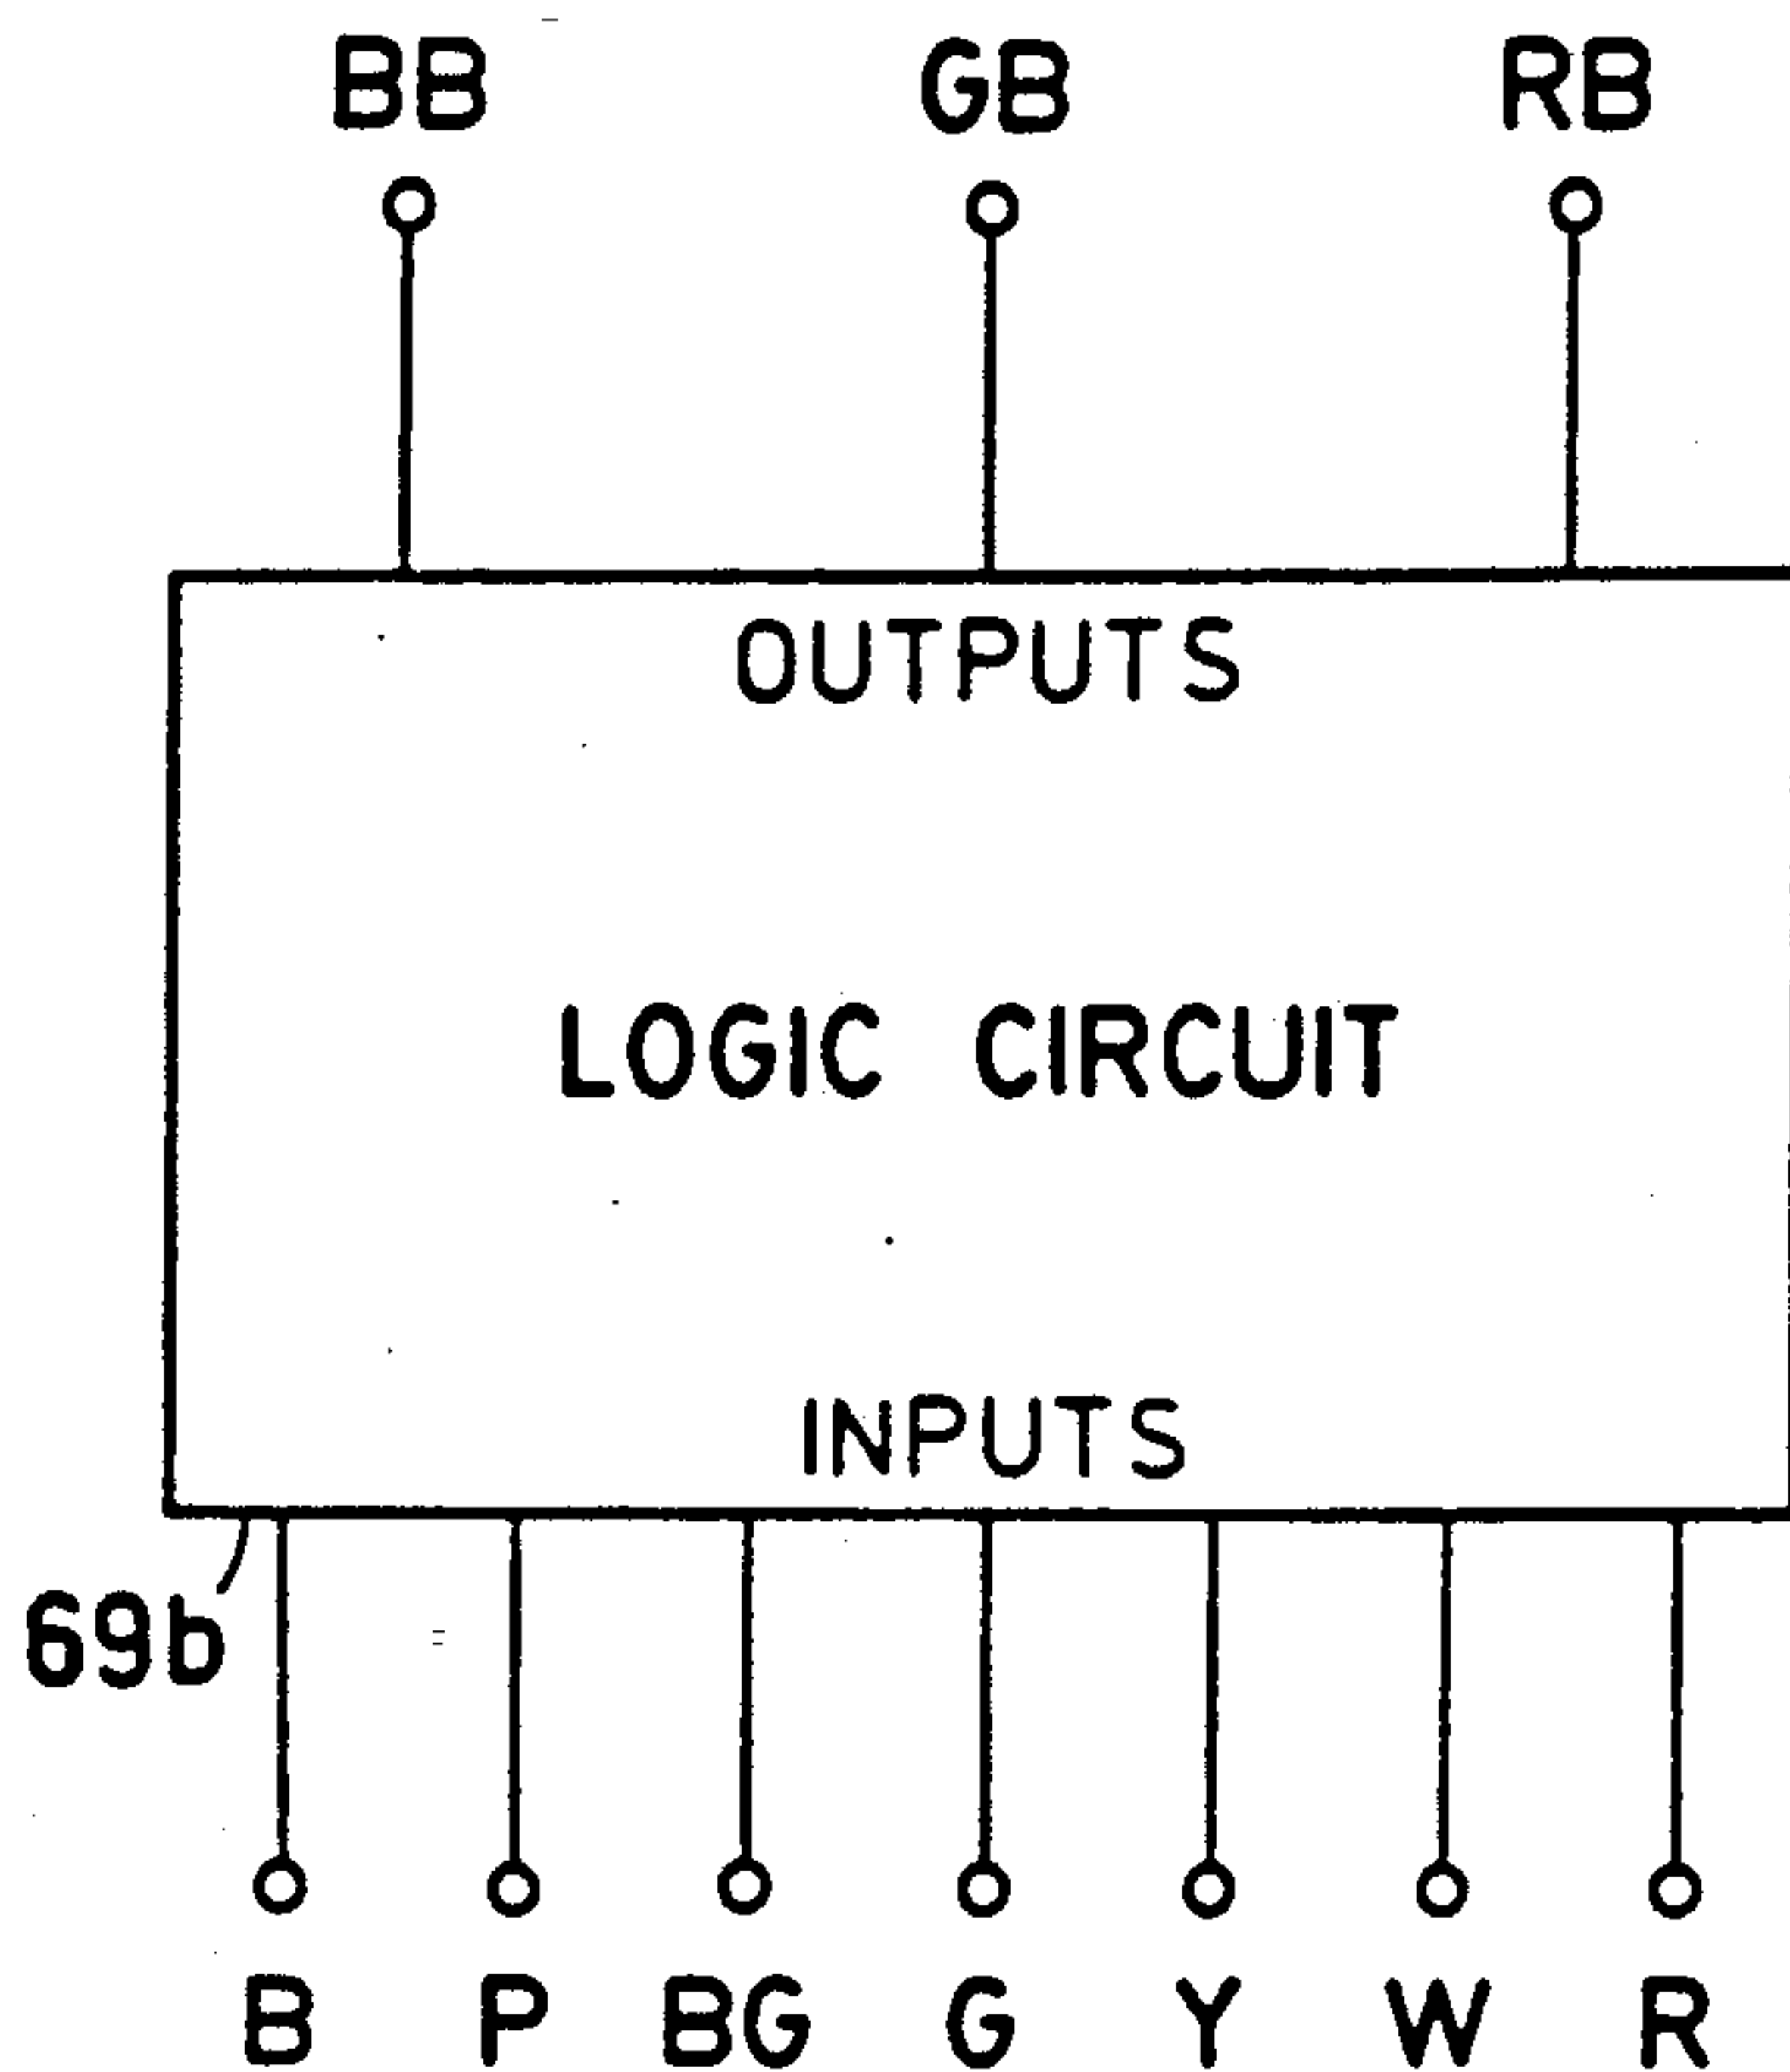 BB GB RB
OUTPUTS
LOGIC CIRCUIT
INPUTS
69b
B P BG G Y W R